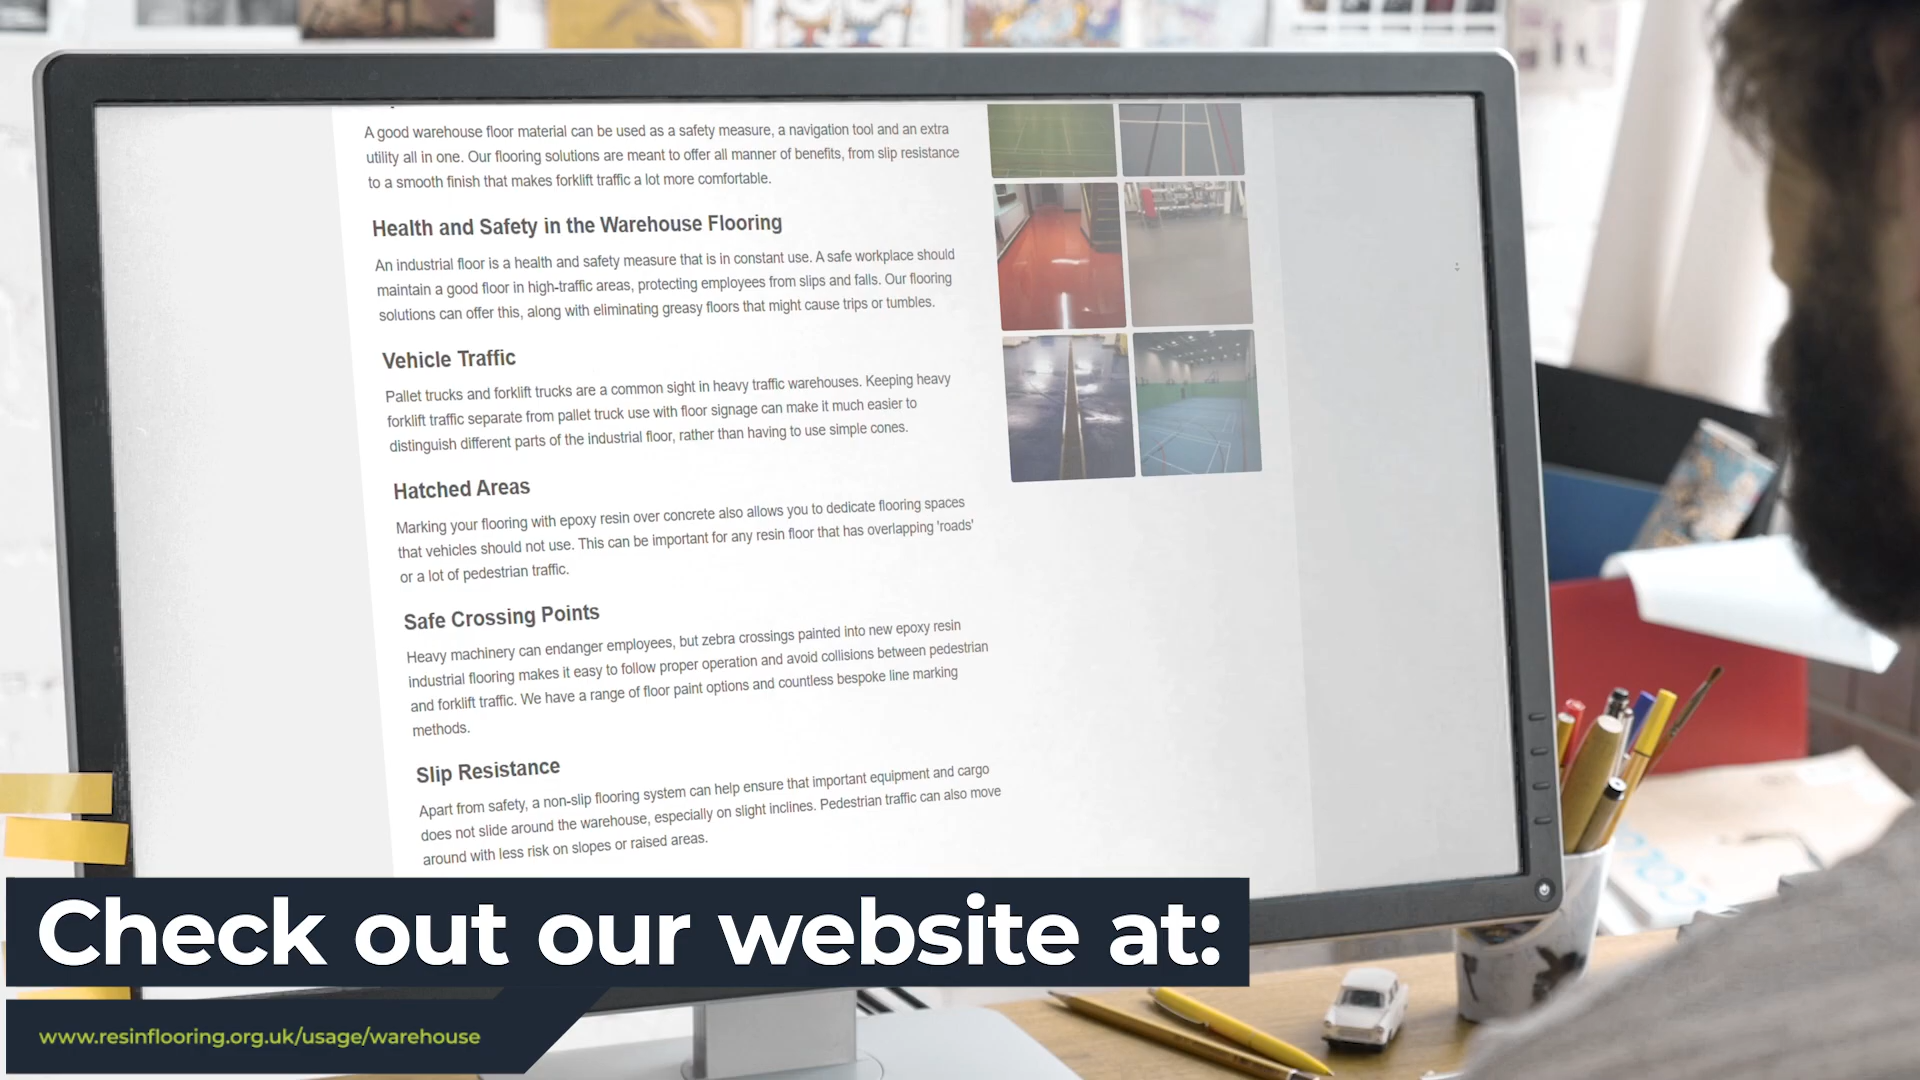 A good warehouse floor material can be used as a safety measure, a navigation tool and an extra
utility all in one. Our flooring solutions are meant to offer all manner of benefits, from slip resistance
to a smooth finish that makes forklift traffic a lot more comfortable.
Health and Safety in the Warehouse Flooring
An industrial floor is a health and safety measure that is in constant use. A safe workplace should
maintain a good floor in high-traffic areas, protecting employees from slips and falls. Our flooring
solutions can offer this, along with eliminating greasy floors that might cause trips or tumbles.
Vehicle Traffic
Pallet trucks and forklift trucks are a common sight in heavy traffic warehouses. Keeping heavy
forklift traffic separate from pallet truck use with floor signage can make it much easier to
distinguish different parts of the industrial floor, rather than having to use simple cones.
Hatched Areas
Marking your flooring with epoxy resin over concrete also allows you to dedicate flooring spaces
that vehicles should not use. This can be important for any resin floor that has overlapping 'roads'
or a lot of pedestrian traffic.
Safe Crossing Points
Heavy machinery can endanger employees, but zebra crossings painted into new epoxy resin
industrial flooring makes it easy to follow proper operation and avoid collisions between pedestrian
and forklift traffic. We have a range of floor paint options and countless bespoke line marking
methods.
Slip Resistance
Apart from safety, a non-slip flooring system can help ensure that important equipment and cargo
does not slide around the warehouse, especially on slight inclines. Pedestrian traffic can also move
around with less risk on slopes or raised areas.
Check out our website at:
www.resinflooring.org.uk/usage/warehouse